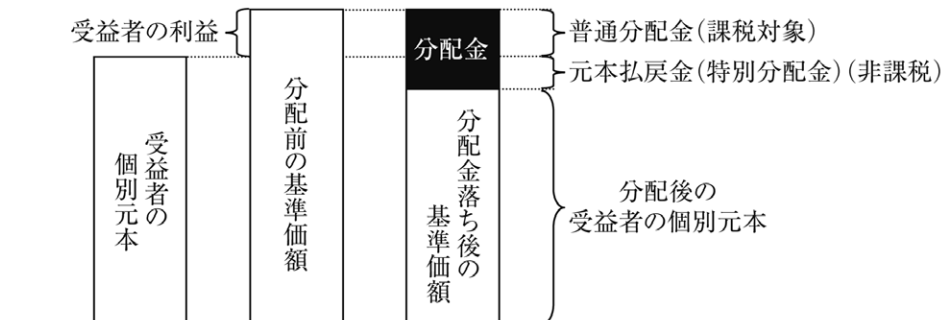 受益者の利益
受益者の
個別元本
分配前の基準価額
分配金
分配金落ち後の
基準価額
普通分配金（課税対象）
元本払戻金（特別分配金）（非課税）
分配後の
受益者の個別元本